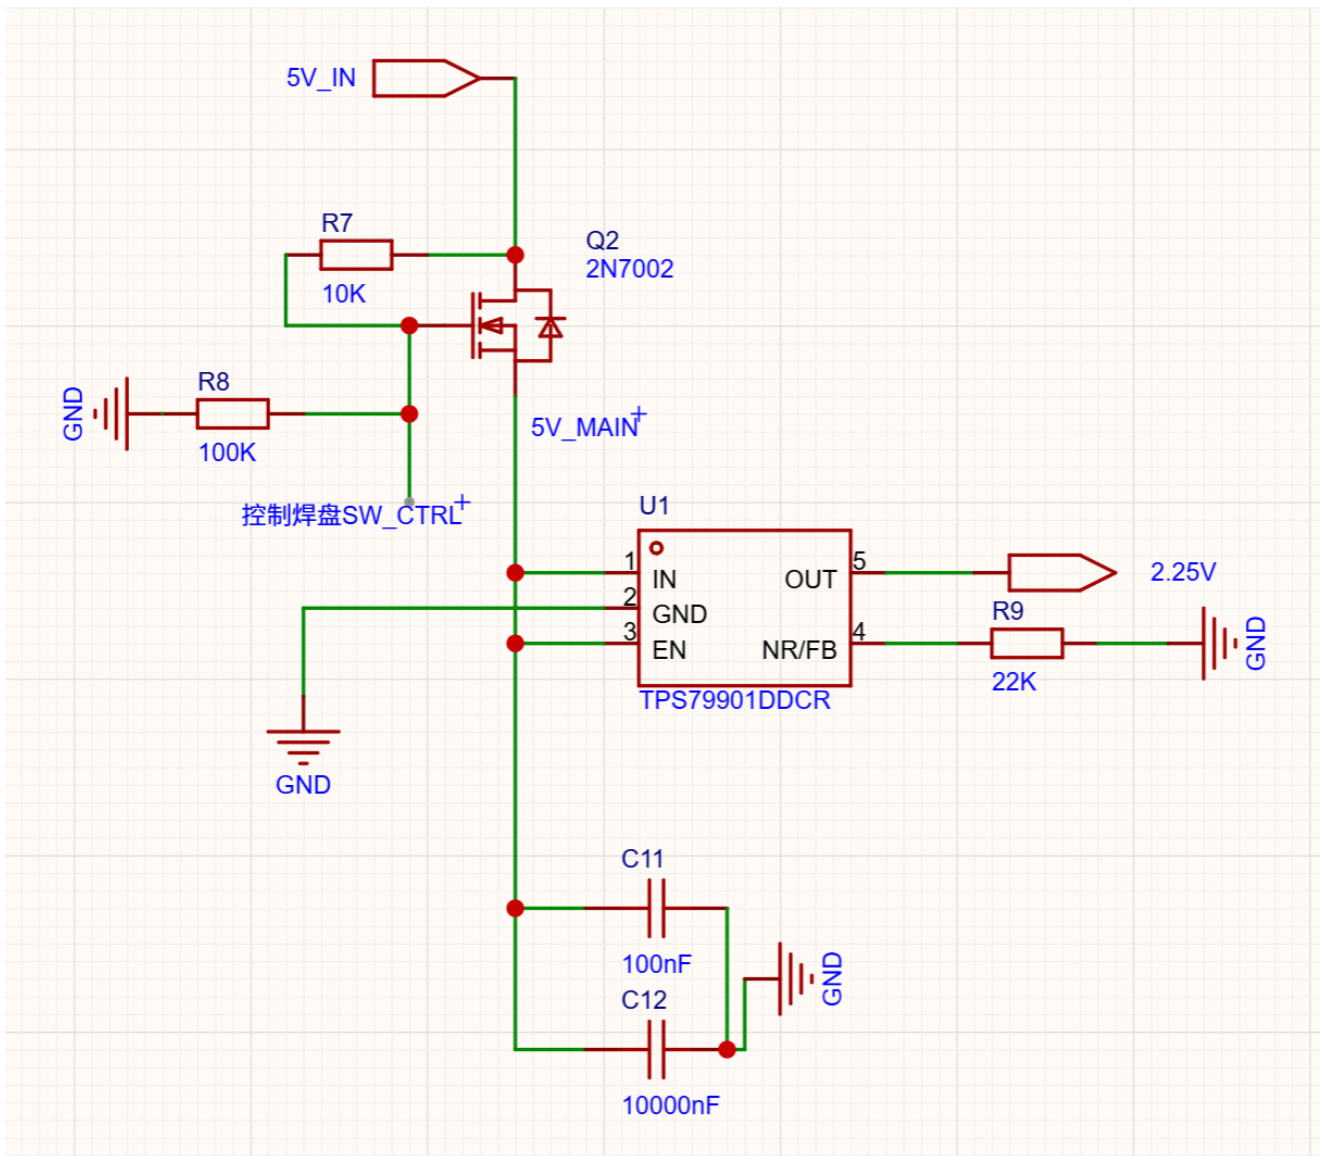 5V_IN
R7
10K
Q2
2N7002
R8
GND
100K
5V_MAIN
控制焊盘SW_CTRL
U1
1
IN
2
GND
3
EN
OUT
5
NR/FB
4
TPS79901DDCR
2.25V
R9
22K
GND
GND
C11
100nF
GND
C12
10000nF